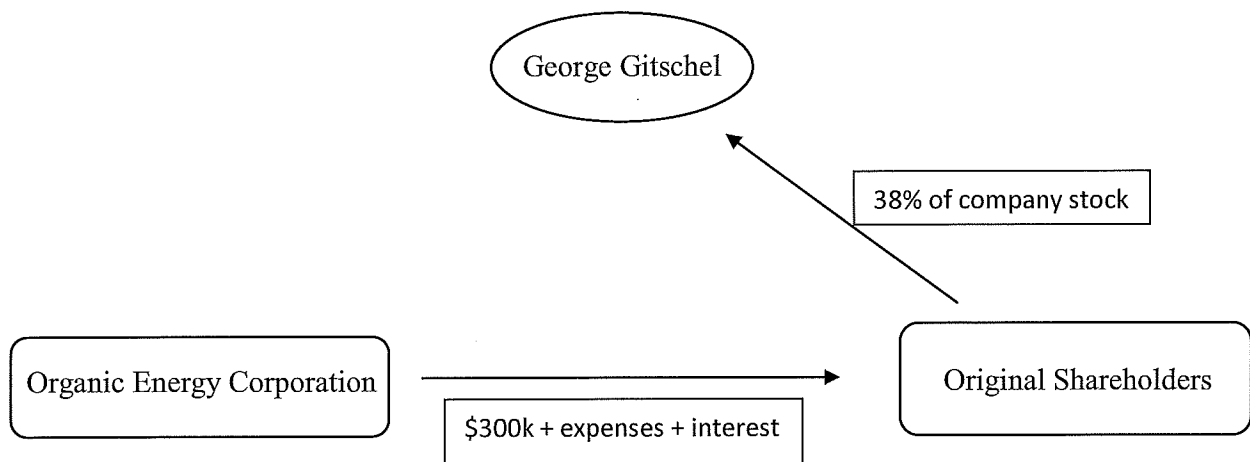 George Gitschel
38% of company stock
Organic Energy Corporation
Original Shareholders
$300k + expenses + interest